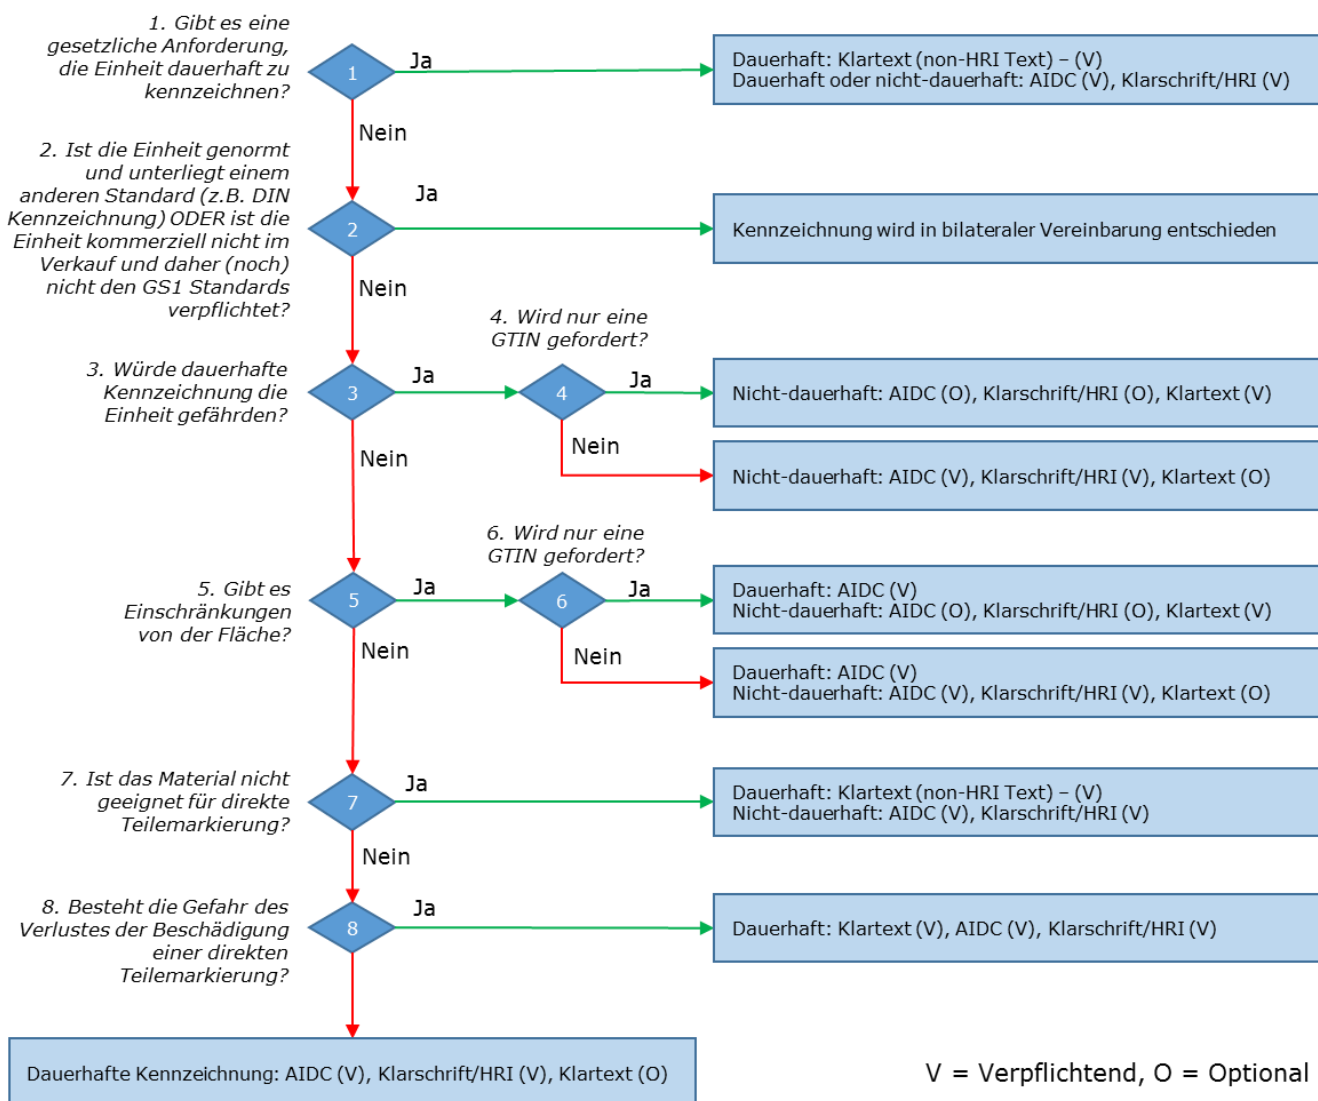 1. Gibt es eine
gesetzliche Anforderung,
die Einheit dauerhaft zu
kennzeichnen?
1
Ja
Dauerhaft: Klartext (non-HRI Text) – (V)
Dauerhaft oder nicht-dauerhaft: AIDC (V), Klarschrift/HRI (V)
Nein
2. Ist die Einheit genormt
und unterliegt einem
anderen Standard (z.B. DIN
Kennzeichnung) ODER ist die
Einheit kommerziell nicht im
Verkauf und daher (noch)
nicht den GS1 Standards
verpflichtet?
2
Ja
Kennzeichnung wird in bilateraler Vereinbarung entschieden
Nein
3. Würde dauerhafte
Kennzeichnung die
Einheit gefährden?
3
Ja
4. Wird nur eine
GTIN gefordert?
4
Ja
Nicht-dauerhaft: AIDC (O), Klarschrift/HRI (O), Klartext (V)
Nein
Nicht-dauerhaft: AIDC (V), Klarschrift/HRI (V), Klartext (O)
Nein
5. Gibt es
Einschränkungen
von der Fläche?
5
Ja
6. Wird nur eine
GTIN gefordert?
6
Ja
Dauerhaft: AIDC (V)
Nicht-dauerhaft: AIDC (O), Klarschrift/HRI (O), Klartext (V)
Nein
Dauerhaft: AIDC (V)
Nicht-dauerhaft: AIDC (V), Klarschrift/HRI (V), Klartext (O)
Nein
7. Ist das Material nicht
geeignet für direkte
Teilemarkierung?
7
Ja
Dauerhaft: Klartext (non-HRI Text) – (V)
Nicht-dauerhaft: AIDC (V), Klarschrift/HRI (V)
Nein
8. Besteht die Gefahr des
Verlustes der Beschädigung
einer direkten
Teilemarkierung?
8
Ja
Dauerhaft: Klartext (V), AIDC (V), Klarschrift/HRI (V)
Dauerhafte Kennzeichnung: AIDC (V), Klarschrift/HRI (V), Klartext (O)
V = Verpflichtend, O = Optional